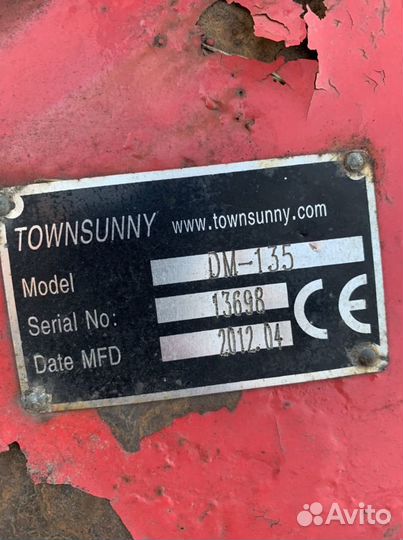 TOWNSUNNY www.townsunny.com
Model DM-135
Serial No: 13698
Date MFD 2012.04
CE
Avito